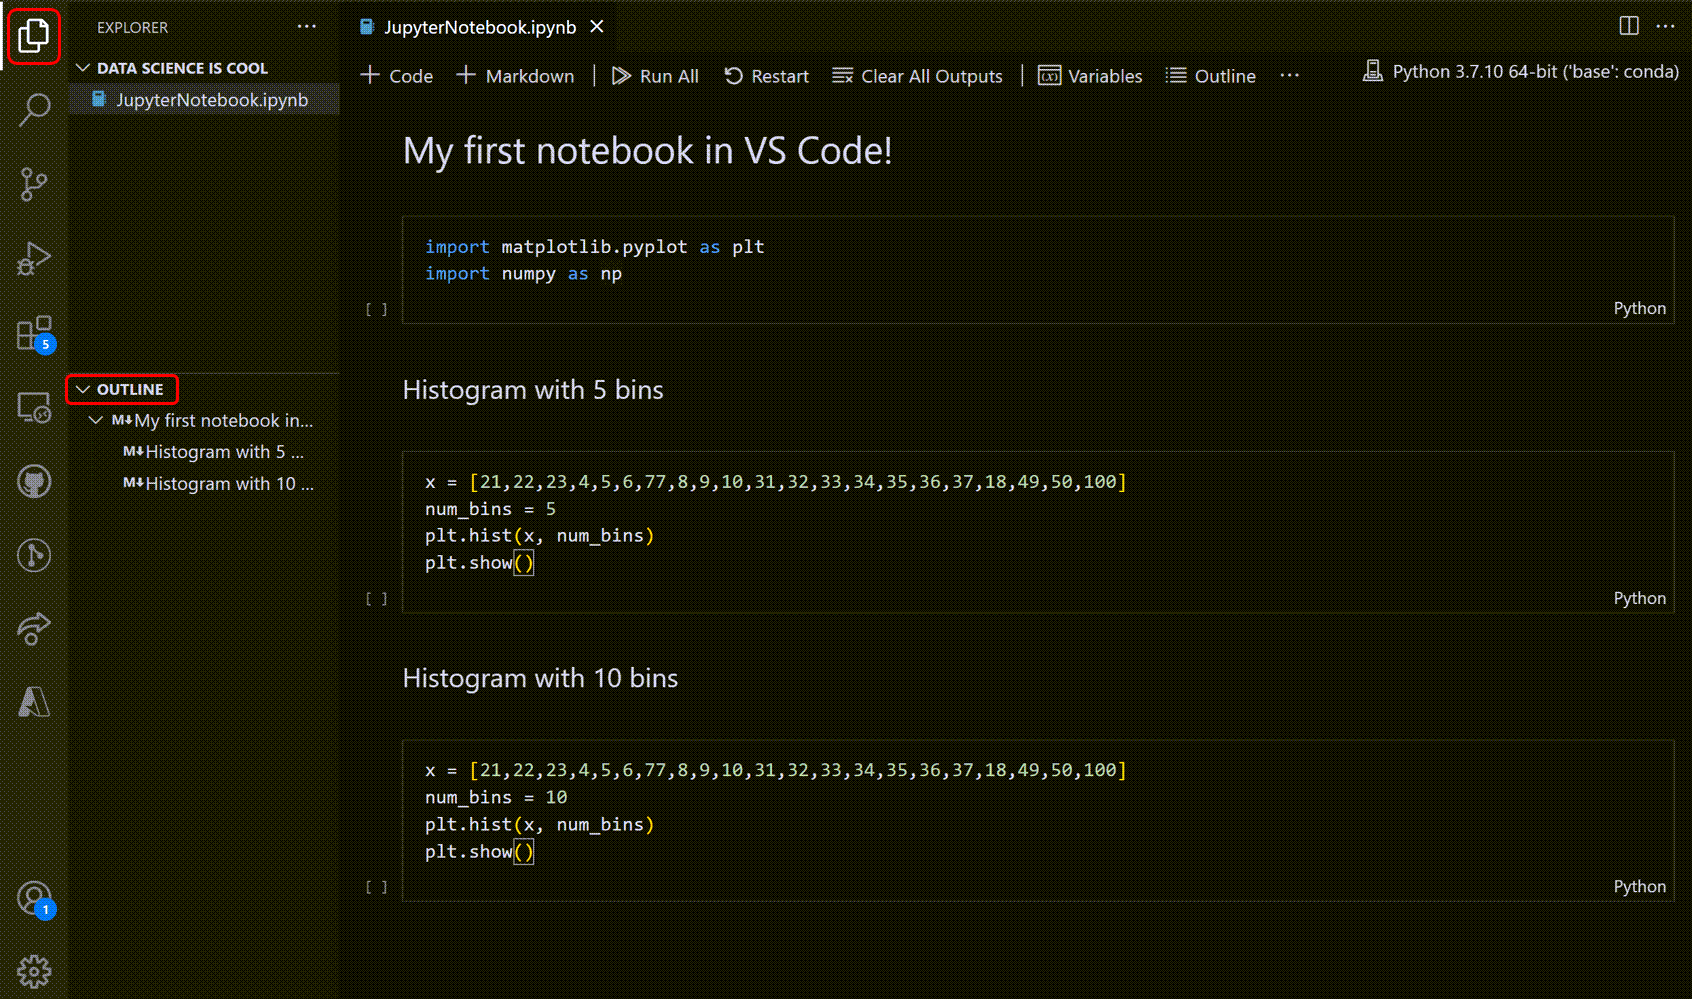 EXPLORER
DATA SCIENCE IS COOL
JupyterNotebook.ipynb
5
OUTLINE
My first notebook in...
Histogram with 5 ...
Histogram with 10 ...
1
JupyterNotebook.ipynb
Code Markdown Run All Restart Clear All Outputs Variables Outline ... Python 3.7.10 64-bit ('base': conda)
My first notebook in VS Code!
import matplotlib.pyplot as plt
import numpy as np
[ ]
Python
Histogram with 5 bins
x = [21,22,23,4,5,6,77,8,9,10,31,32,33,34,35,36,37,18,49,50,100]
num_bins = 5
plt.hist(x, num_bins)
plt.show()
[ ]
Python
Histogram with 10 bins
x = [21,22,23,4,5,6,77,8,9,10,31,32,33,34,35,36,37,18,49,50,100]
num_bins = 10
plt.hist(x, num_bins)
plt.show()
[ ]
Python